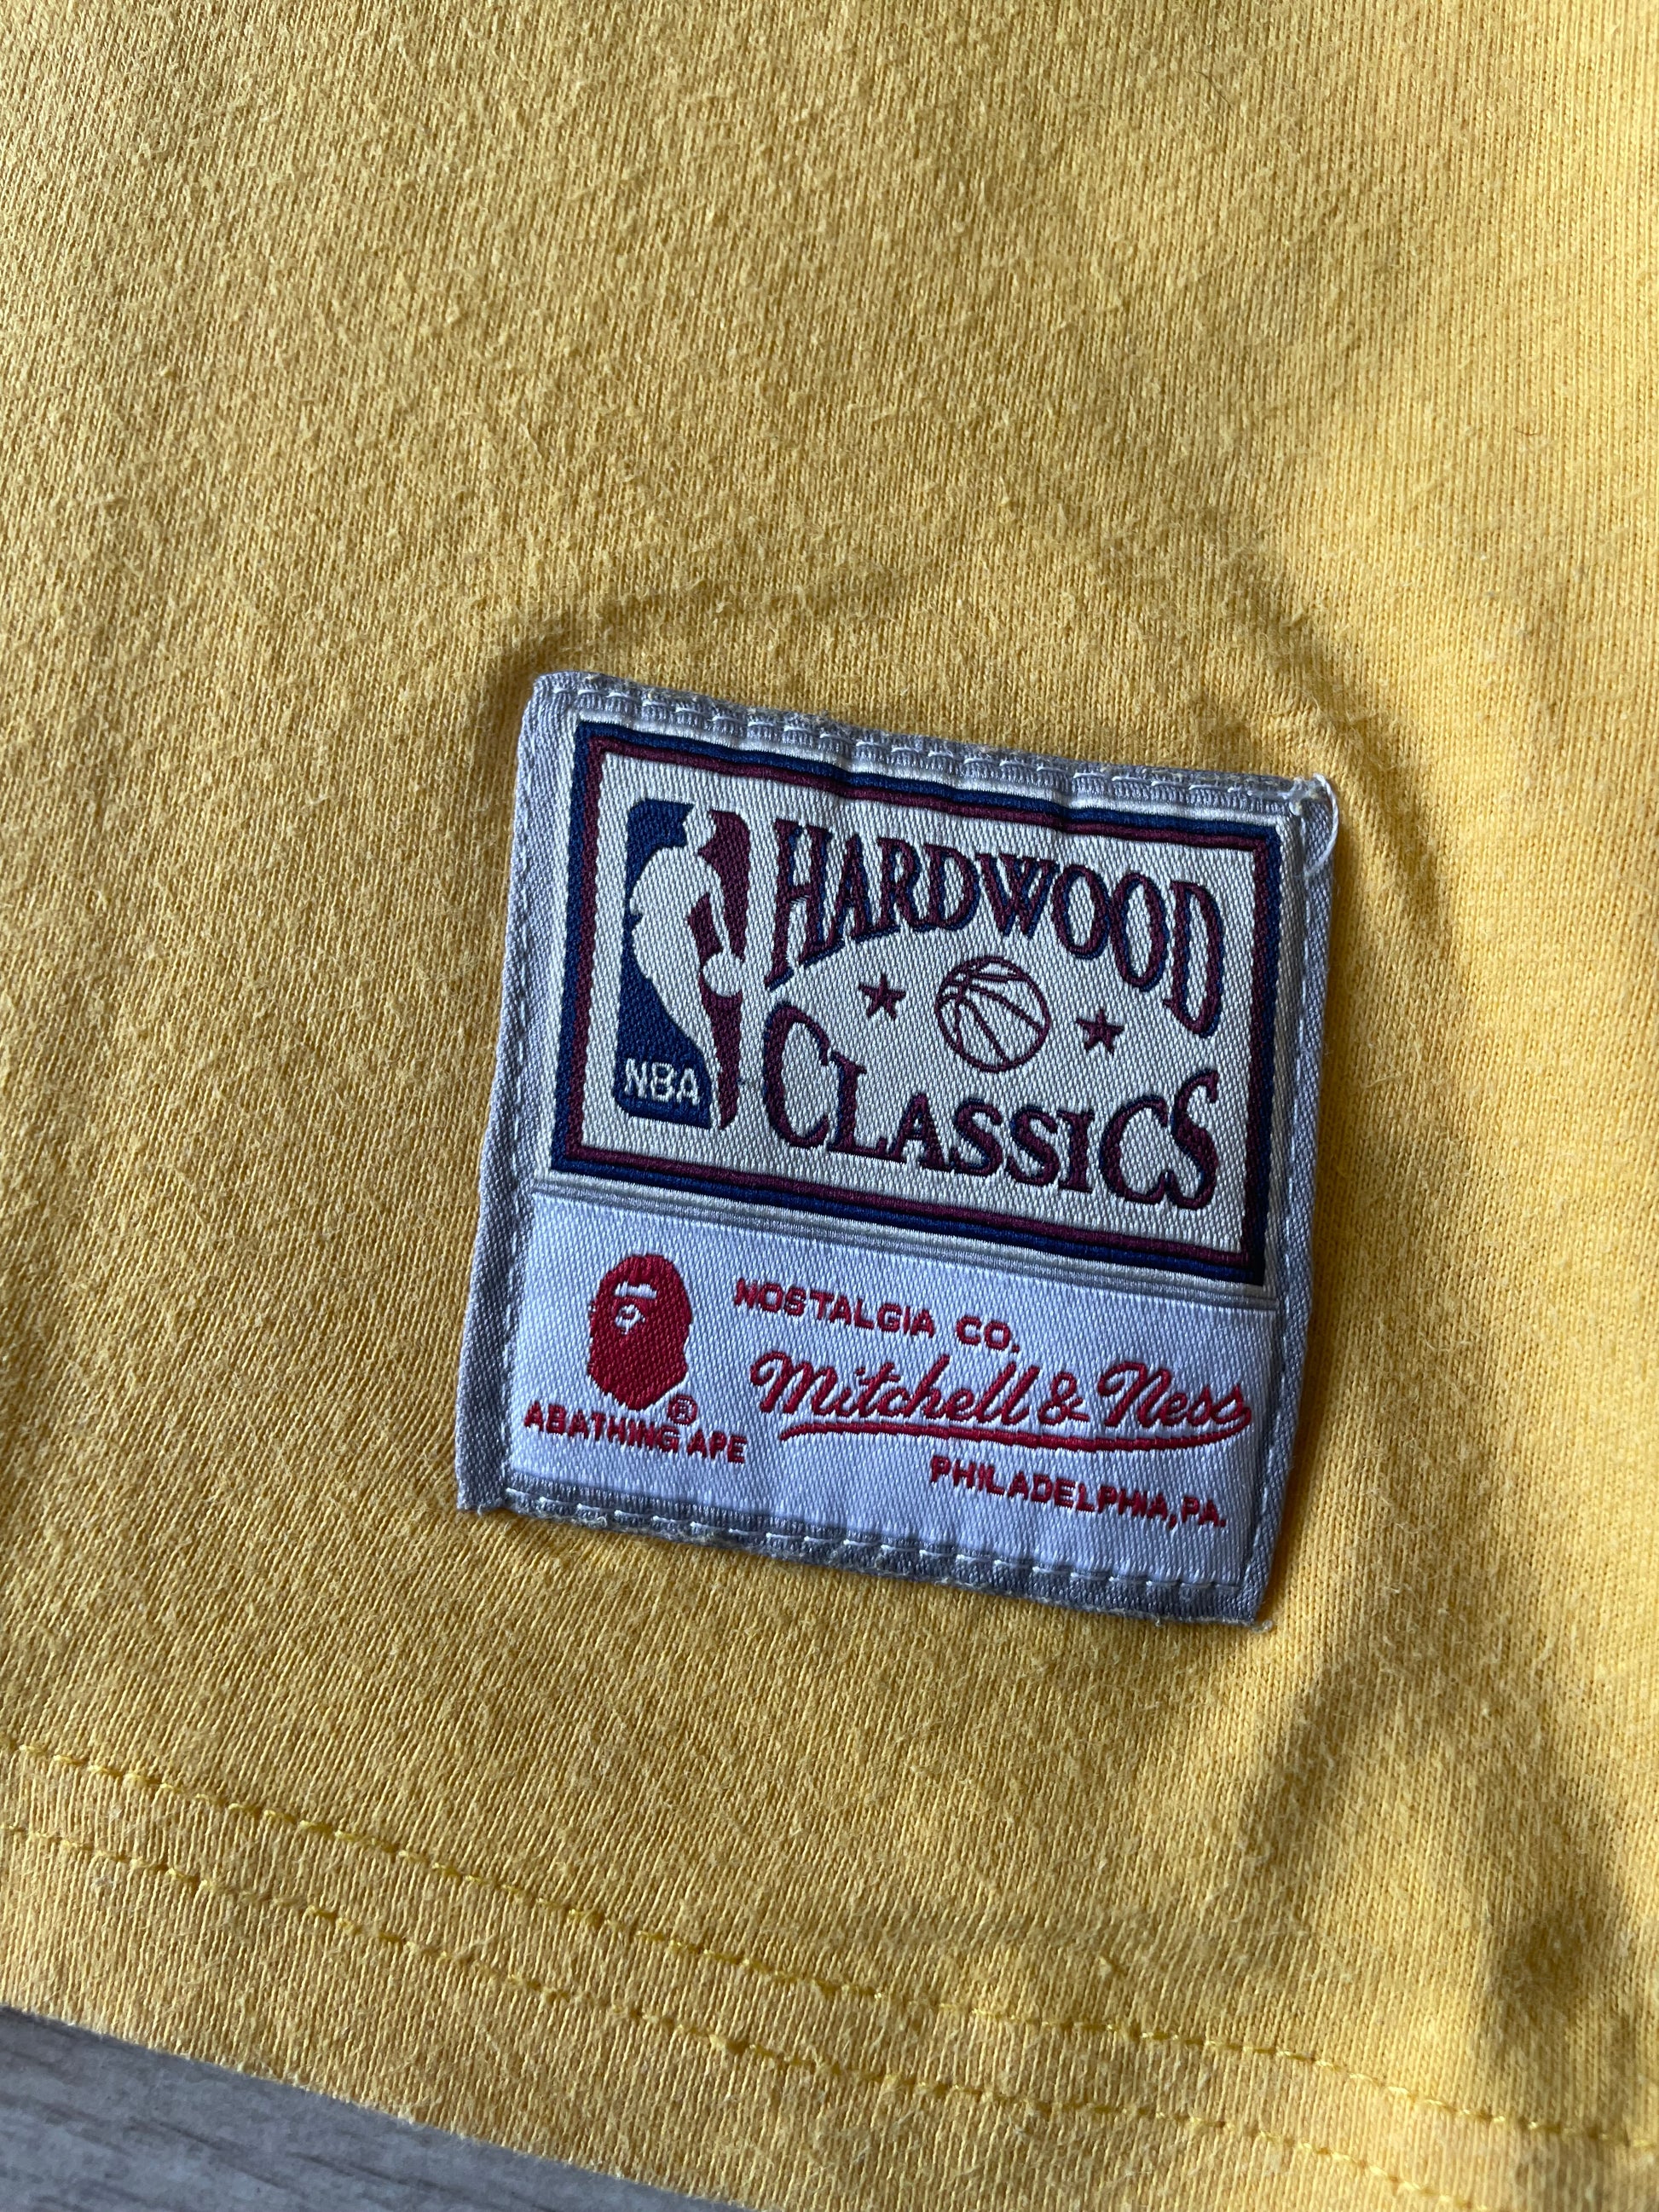 HARDWOOD
CLASSICS
NBA
NOSTALGIA CO.
Mitchell & Ness
PHILADELPHIA, PA.
®
ABATHING APE